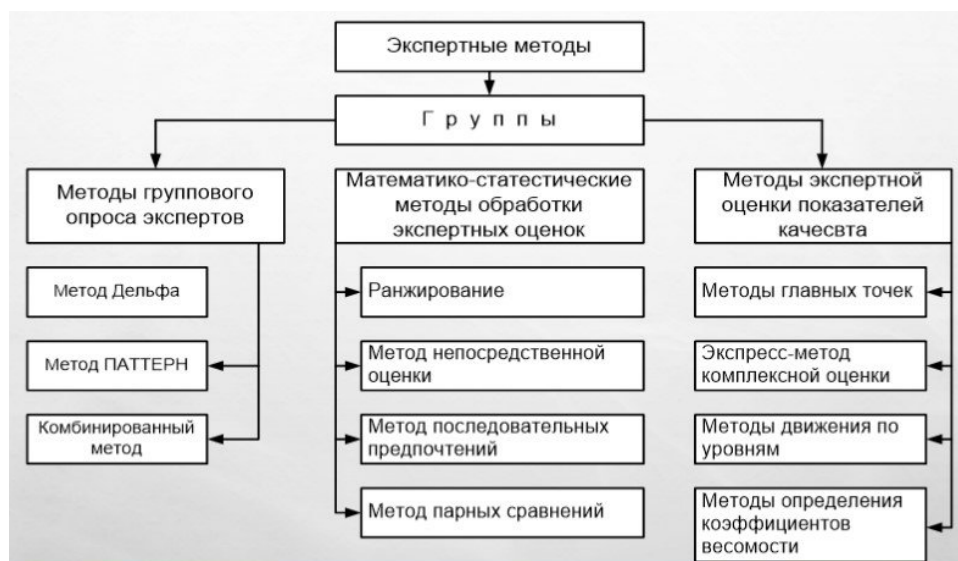 Экспертные методы
Г р у п п ы
Методы группового
опроса экспертов
Математико-статестические
методы обработки
экспертных оценок
Методы экспертной
оценки показателей
качесвта
Метод Дельфа
Ранжирование
Методы главных точек
Метод ПАТТЕРН
Метод непосредственной
оценки
Экспресс-метод
комплексной оценки
Комбинированный
метод
Метод последовательных
предпочтений
Методы движения по
уровням
Метод парных сравнений
Методы определения
коэффициентов
весомости